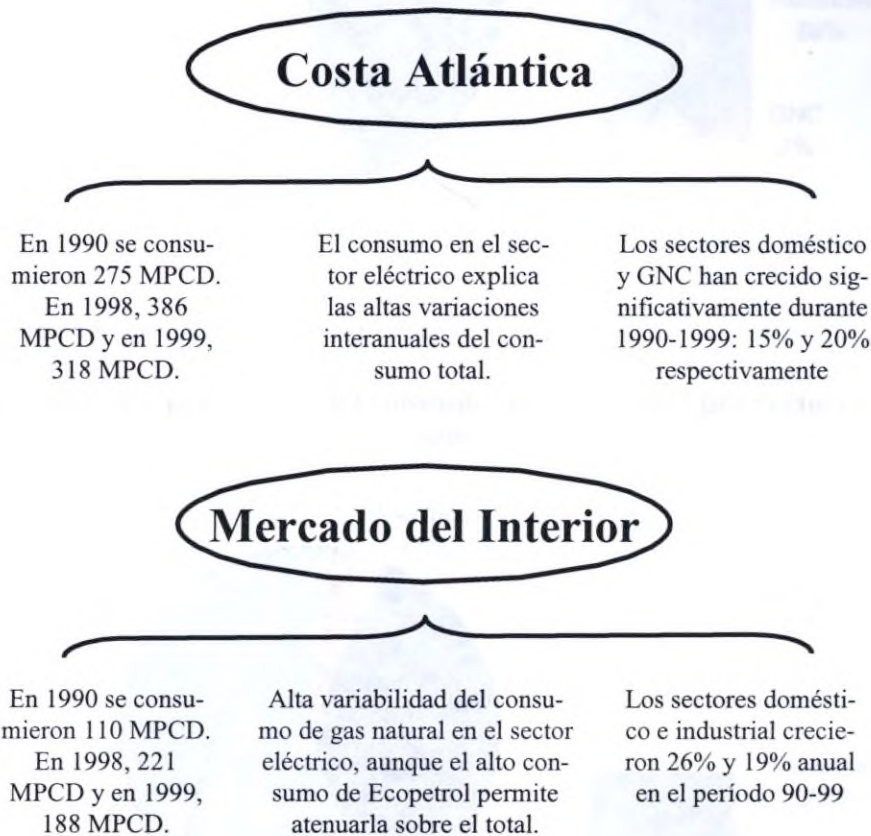 Costa Atlántica
En 1990 se consu-
mieron 275 MPCD.
En 1998, 386
MPCD y en 1999,
318 MPCD.
El consumo en el sec-
tor eléctrico explica
las altas variaciones
interanuales del con-
sumo total.
Los sectores doméstico
y GNC han crecido sig-
nificativamente durante
1990-1999: 15% y 20%
respectivamente
Mercado del Interior
En 1990 se consu-
mieron 110 MPCD.
En 1998, 221
MPCD y en 1999,
188 MPCD.
Alta variabilidad del consu-
mo de gas natural en el sector
eléctrico, aunque el alto con-
sumo de Ecopetrol permite
atenuarla sobre el total.
Los sectores domésti-
co e industrial crecie-
ron 26% y 19% anual
en el período 90-99